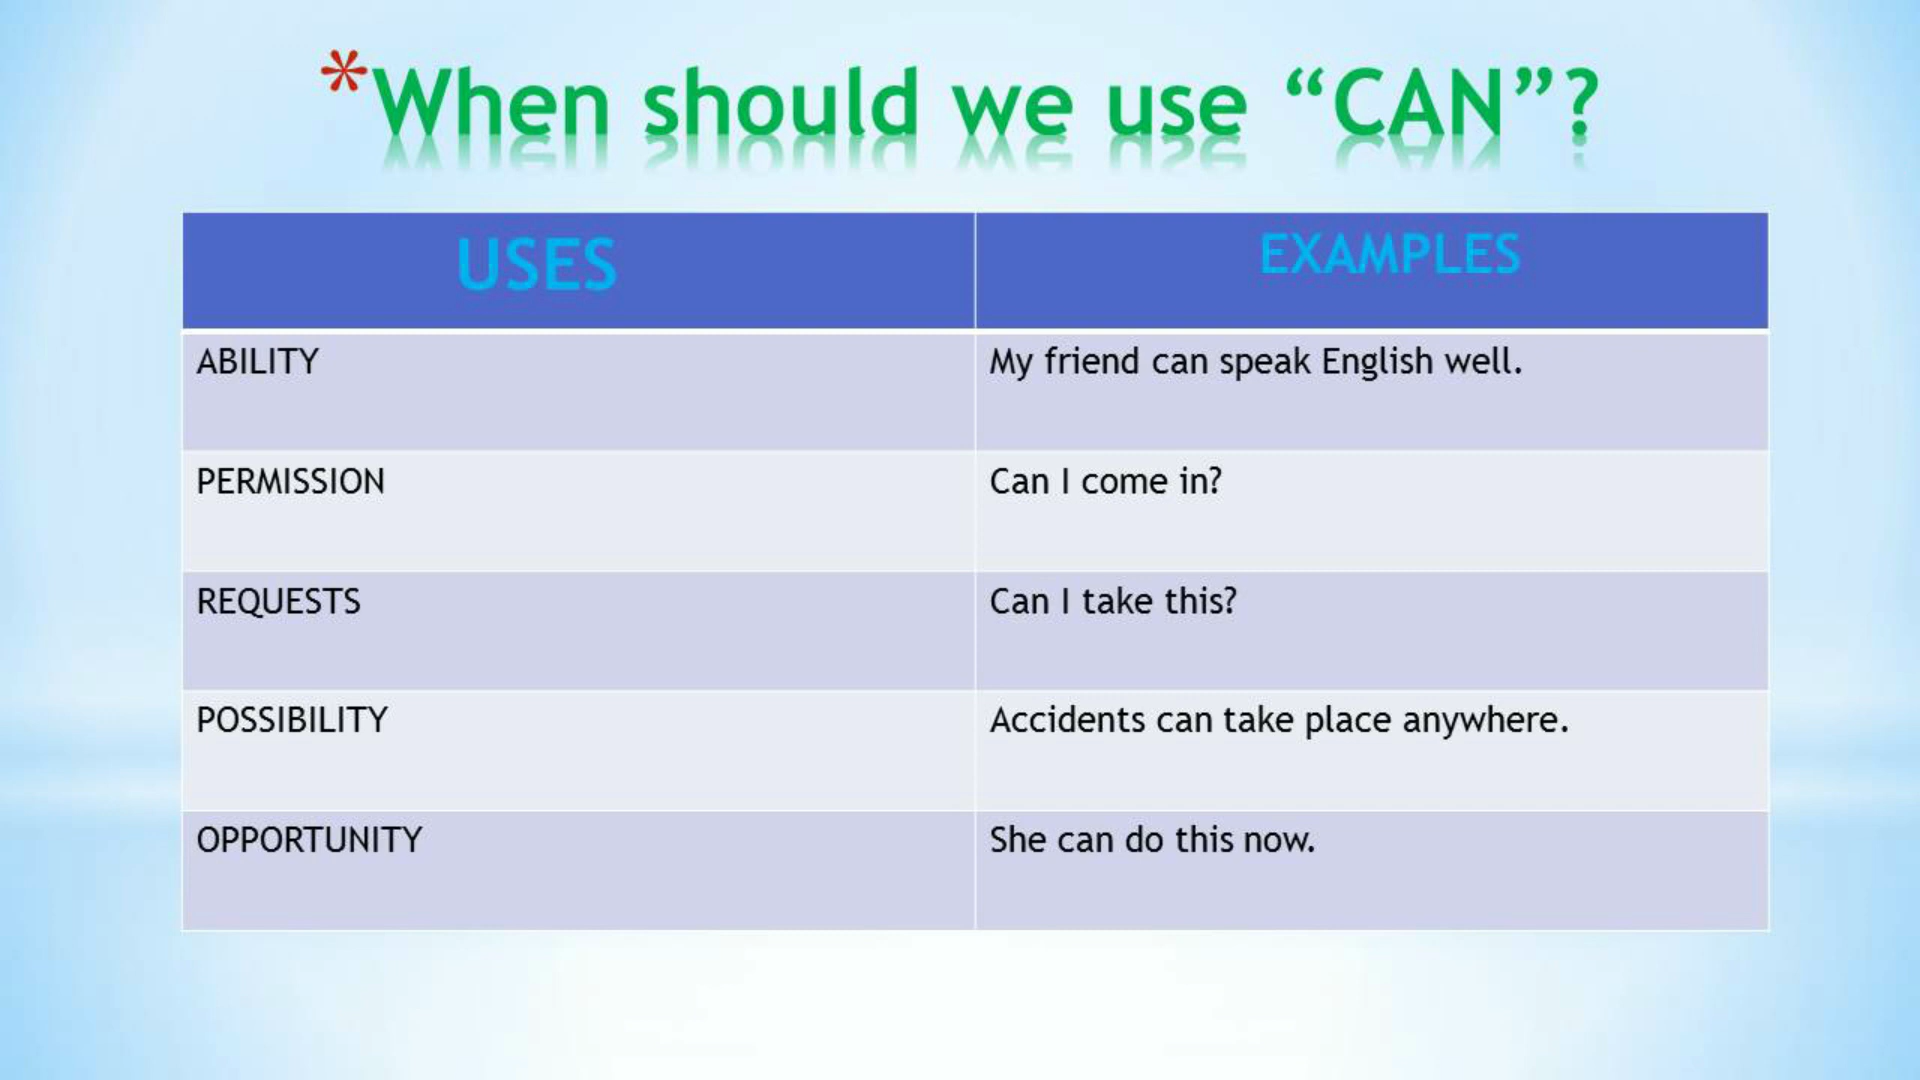 *When should we use “CAN”?
USES
EXAMPLES
ABILITY
My friend can speak English well.
PERMISSION
Can I come in?
REQUESTS
Can I take this?
POSSIBILITY
Accidents can take place anywhere.
OPPORTUNITY
She can do this now.